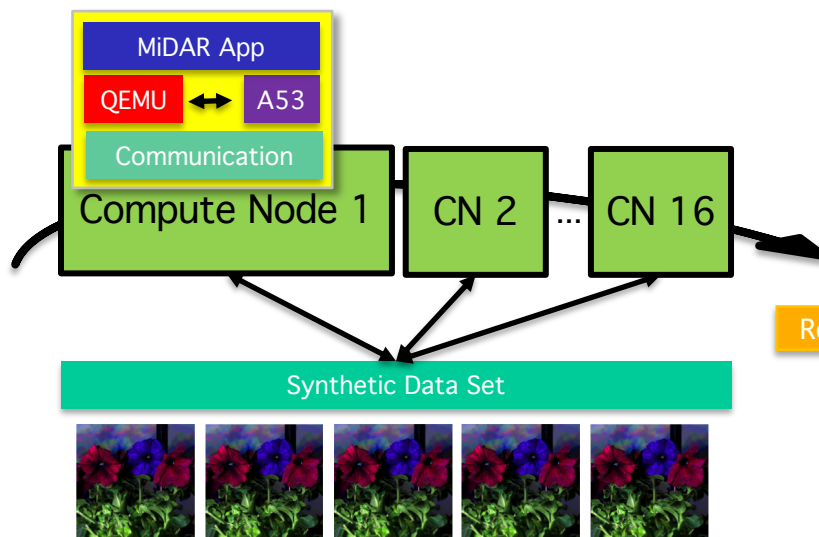 MiDAR App
QEMU A53
Communication
Compute Node 1 CN 2 ... CN 16
Synthetic Data Set